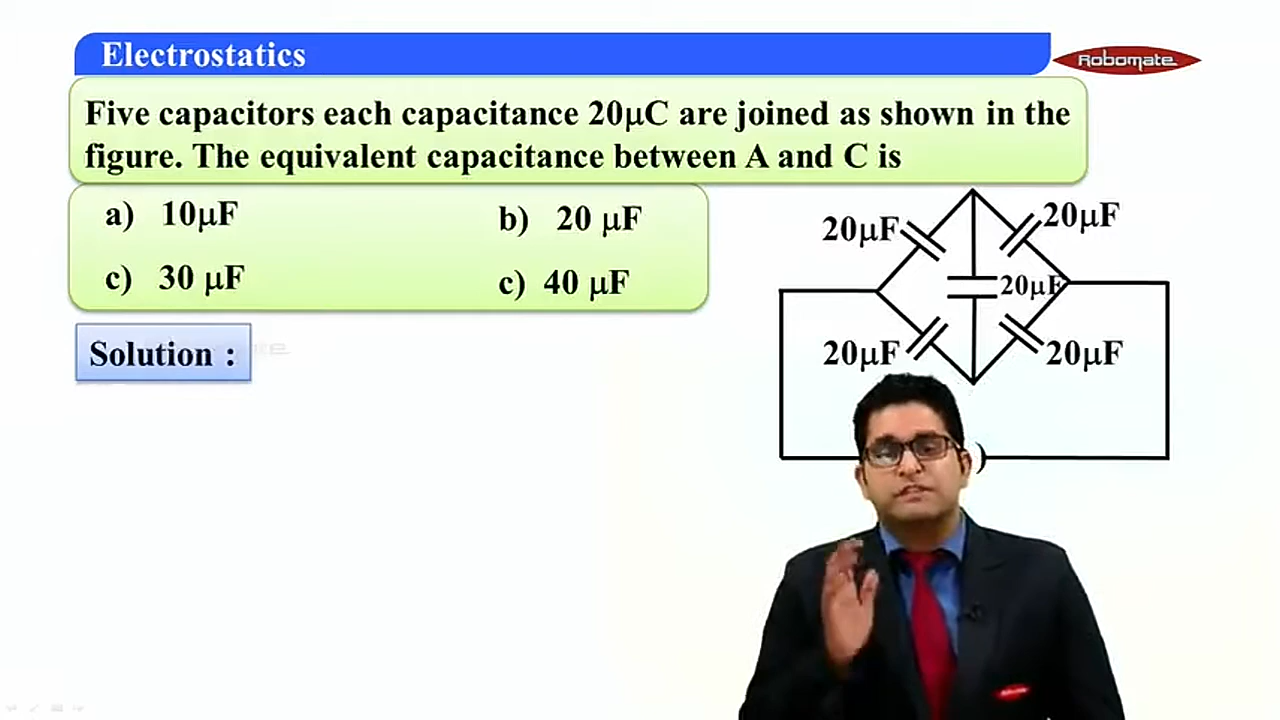 Electrostatics
Robomate
Five capacitors each capacitance 20μC are joined as shown in the
figure. The equivalent capacitance between A and C is
a) 10μF
b) 20 μF
c) 30 μF
c) 40 μF
Solution :
20μF
20μF
20μF
20μF
20μF
)